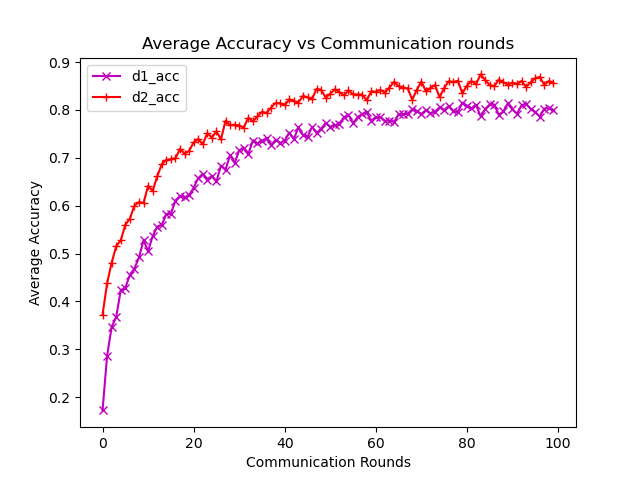 Average Accuracy vs Communication rounds
d1_acc
d2_acc
Average Accuracy
0.9
0.8
0.7
0.6
0.5
0.4
0.3
0.2
0 20 40 60 80 100
Communication Rounds